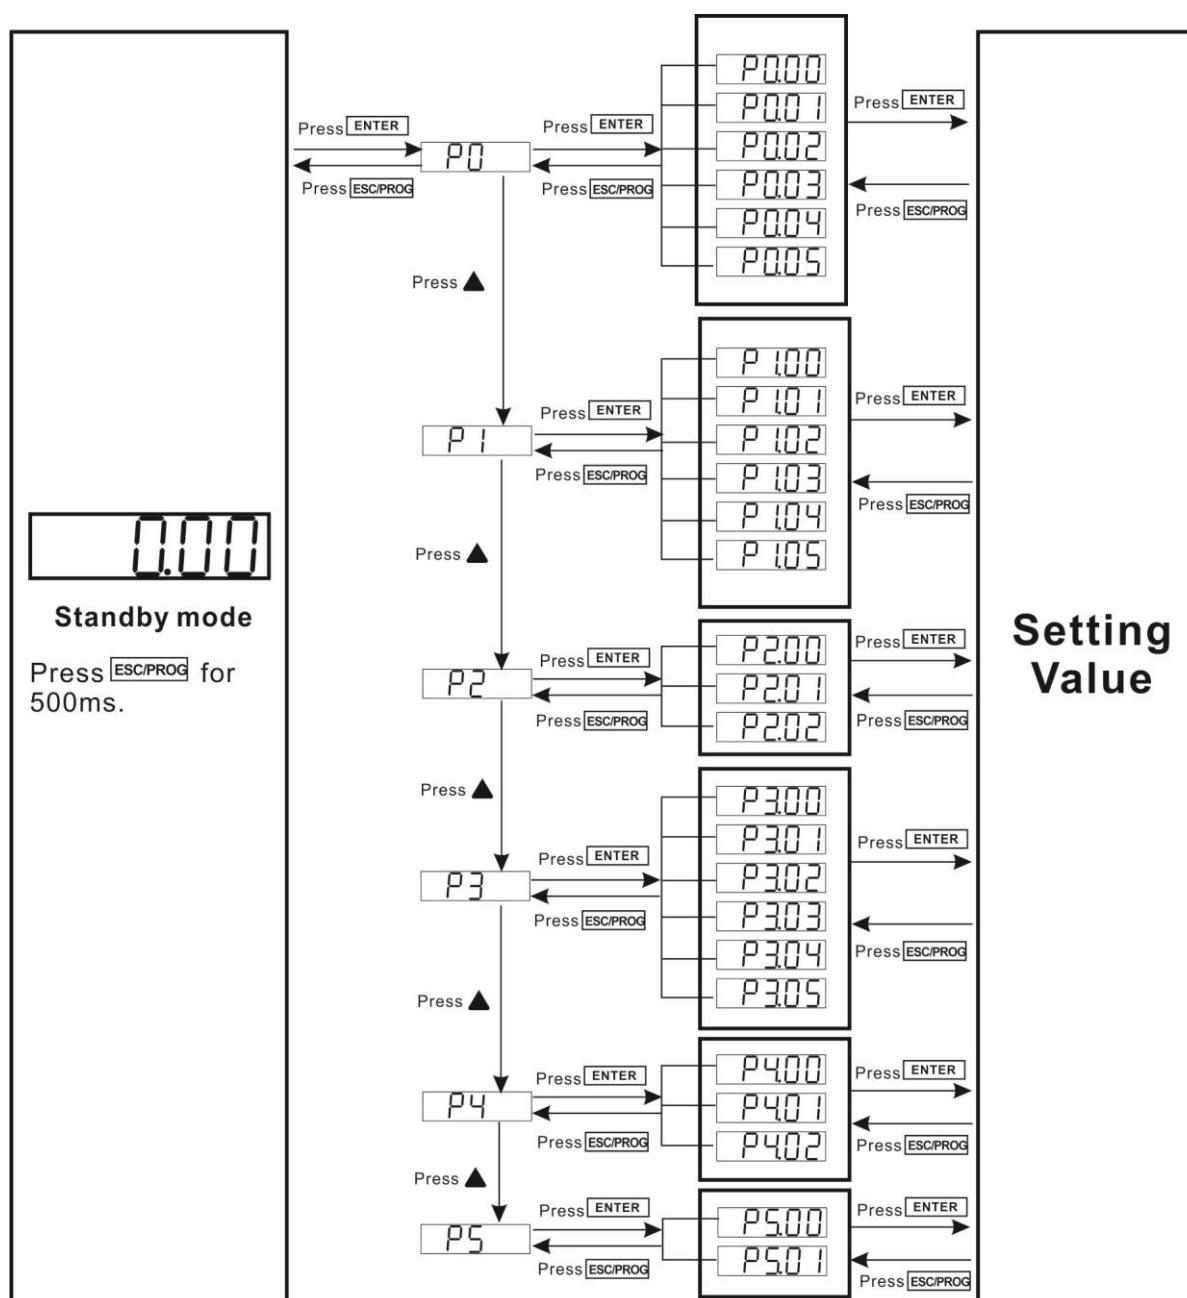 0.00
Standby mode
Press ESC/PROG for
500ms.
Press ENTER
Press ESC/PROG
P0
Press ENTER
Press ESC/PROG
P0.00
P0.01
P0.02
P0.03
P0.04
P0.05
Press ENTER
Press ESC/PROG
Press ▲
P1
Press ENTER
Press ESC/PROG
P1.00
P1.01
P1.02
P1.03
P1.04
P1.05
Press ENTER
Press ESC/PROG
Press ▲
P2
Press ENTER
Press ESC/PROG
P2.00
P2.01
P2.02
Press ENTER
Press ESC/PROG
Press ▲
P3
Press ENTER
Press ESC/PROG
P3.00
P3.01
P3.02
P3.03
P3.04
P3.05
Press ENTER
Press ESC/PROG
Press ▲
P4
Press ENTER
Press ESC/PROG
P4.00
P4.01
P4.02
Press ENTER
Press ESC/PROG
Press ▲
P5
Press ENTER
Press ESC/PROG
P5.00
P5.01
Press ENTER
Press ESC/PROG
Setting
Value